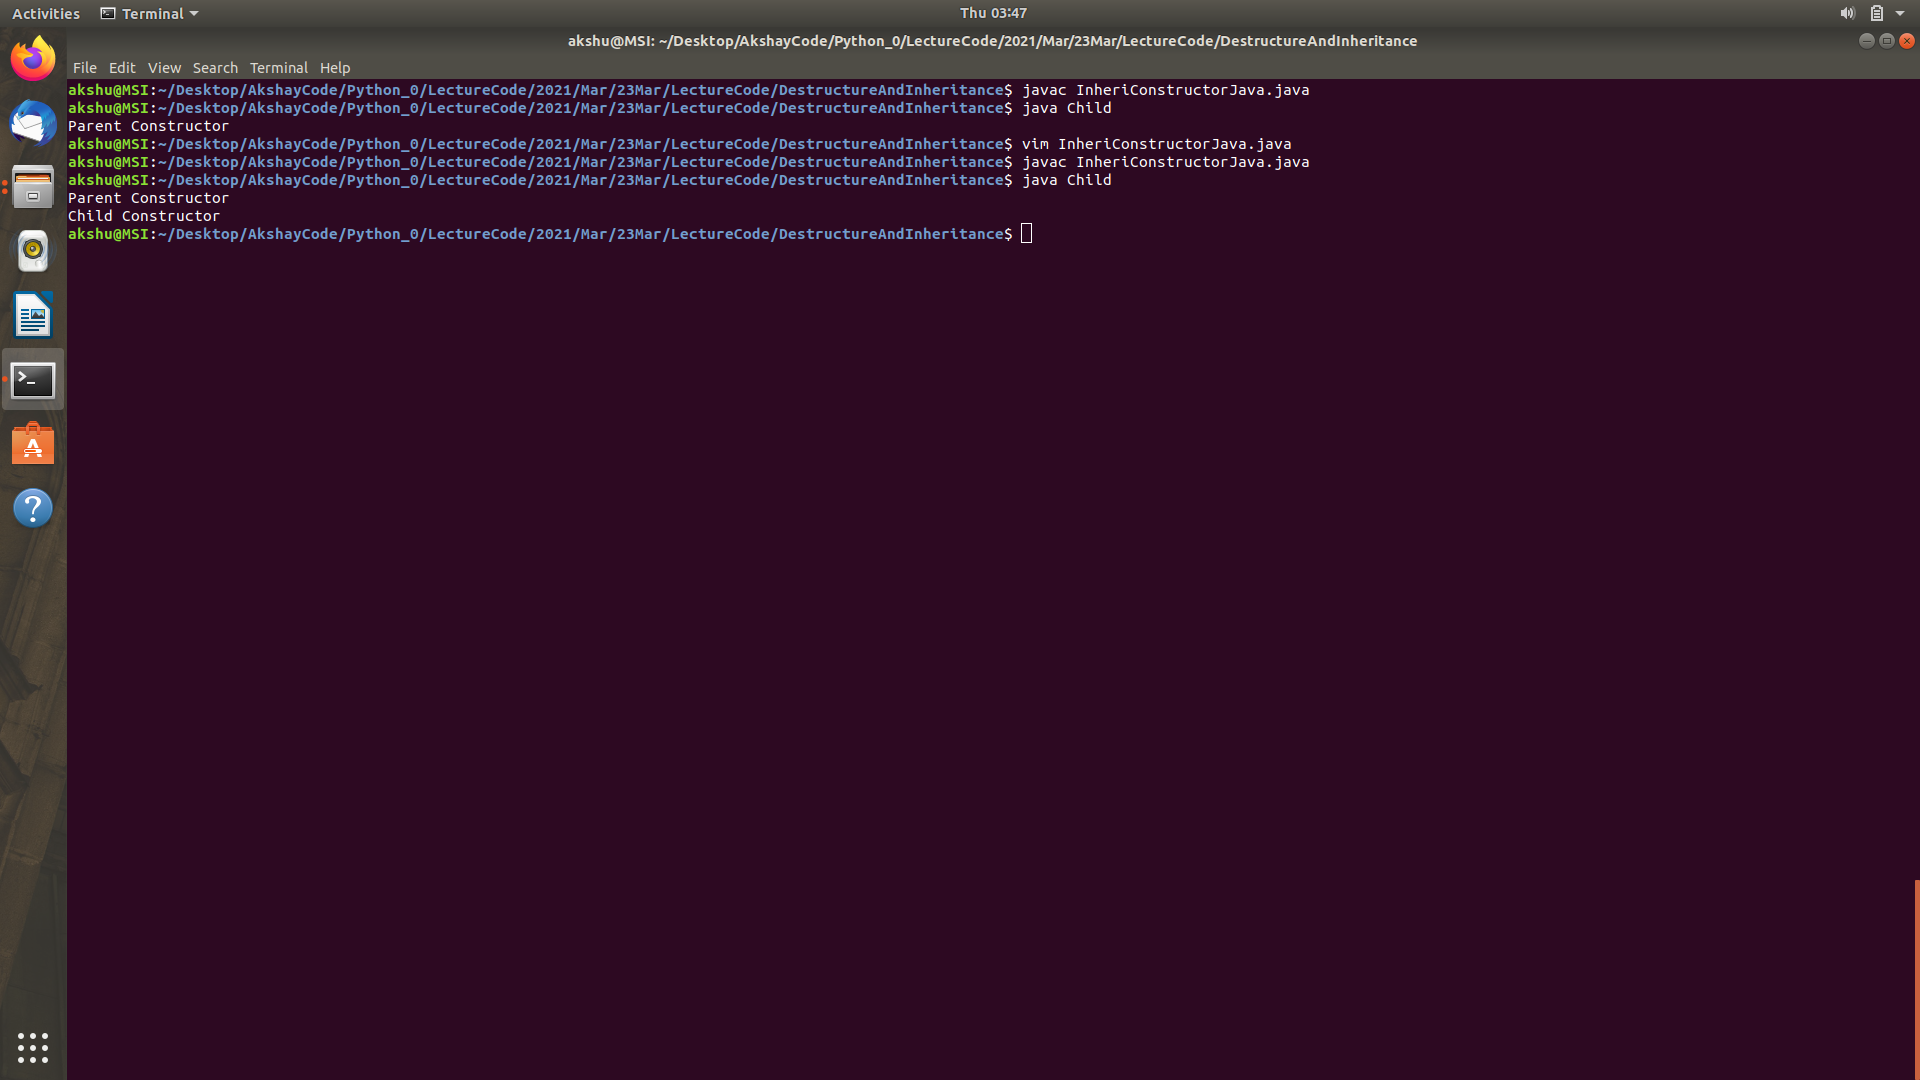 Activities Terminal Thu 03:47
akshu@MSI: ~/Desktop/AkshayCode/Python_0/LectureCode/2021/Mar/23Mar/LectureCode/DestructureAndInheritance
File Edit View Search Terminal Help
akshu@MSI:~/Desktop/AkshayCode/Python_0/LectureCode/2021/Mar/23Mar/LectureCode/DestructureAndInheritance$ javac InheriConstructorJava.java
akshu@MSI:~/Desktop/AkshayCode/Python_0/LectureCode/2021/Mar/23Mar/LectureCode/DestructureAndInheritance$ java Child
Parent Constructor
akshu@MSI:~/Desktop/AkshayCode/Python_0/LectureCode/2021/Mar/23Mar/LectureCode/DestructureAndInheritance$ vim InheriConstructorJava.java
akshu@MSI:~/Desktop/AkshayCode/Python_0/LectureCode/2021/Mar/23Mar/LectureCode/DestructureAndInheritance$ javac InheriConstructorJava.java
akshu@MSI:~/Desktop/AkshayCode/Python_0/LectureCode/2021/Mar/23Mar/LectureCode/DestructureAndInheritance$ java Child
Parent Constructor
Child Constructor
akshu@MSI:~/Desktop/AkshayCode/Python_0/LectureCode/2021/Mar/23Mar/LectureCode/DestructureAndInheritance$